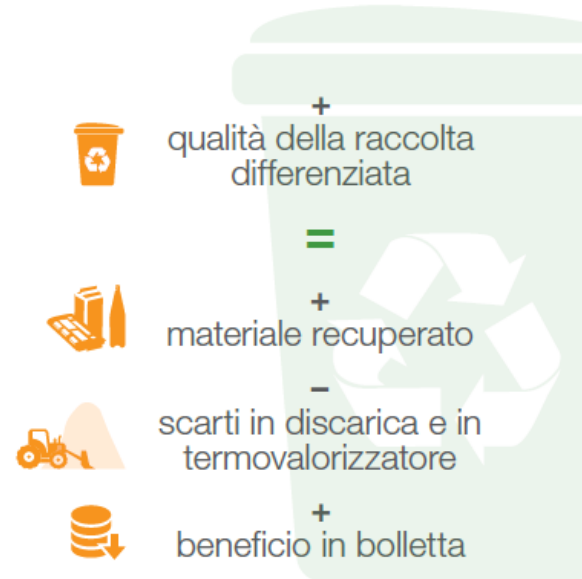 +
qualità della raccolta
differenziata
=
+
materiale recuperato
−
scarti in discarica e in
termovalorizzatore
+
beneficio in bolletta